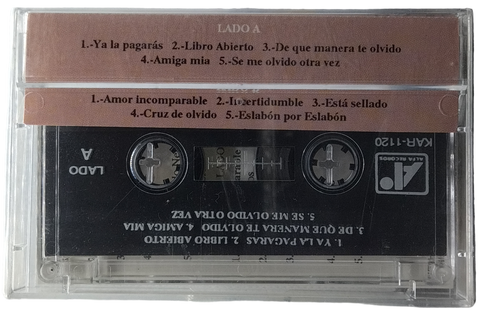 LADO A
1.-Ya la pagarás 2.-Libro Abierto 3.-De que manera te olvido
4.-Amiga mia 5.-Se me olvido otra vez
1.-Amor incomparable 2.-Incertidumble 3.-Está sellado
4.-Cruz de olvido 5.-Eslabón por Eslabón
KAR-1120
ALFA RECORDS
LADO
A
LADO
1. YA LA PAGARAS 2. LIBRO ABIERTO
3. DE QUE MANERA TE OLVIDO 4. AMIGA MIA
5. SE ME OLVIDO OTRA VEZ